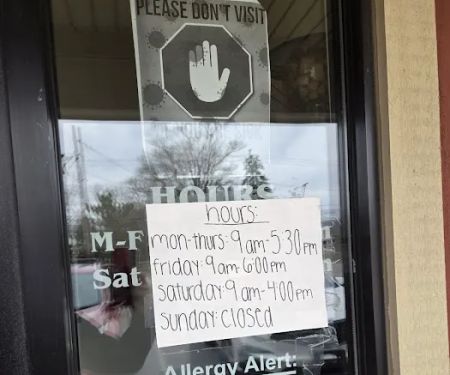 PLEASE DON'T VISIT
HOURS
hours:
M-F
mon-thurs: 9am-5:30pm
friday: 9am-6:00pm
Sat
saturday: 9am-4:00pm
sunday: closed
Allergy Alert: